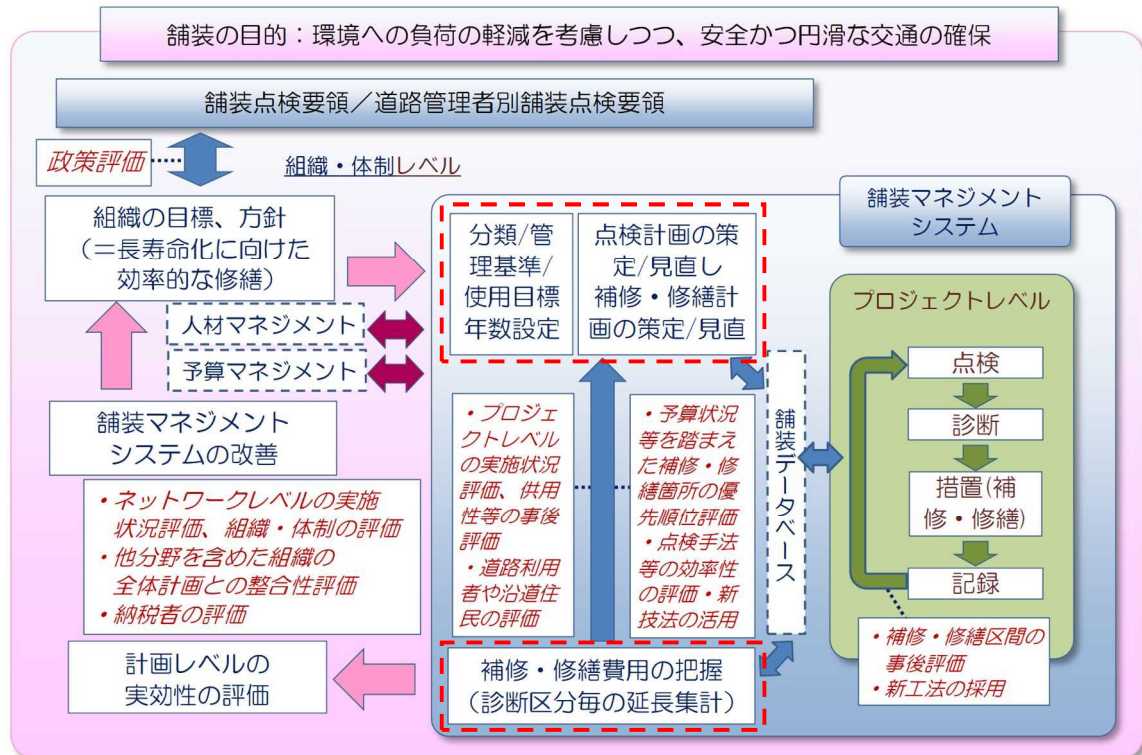 舗装の目的：環境への負荷の軽減を考慮しつつ、安全かつ円滑な交通の確保
舗装点検要領／道路管理者別舗装点検要領
政策評価
組織・体制レベル
組織の目標、方針
（＝長寿命化に向けた
効率的な修繕）
人材マネジメント
予算マネジメント
舗装マネジメント
システムの改善
・ネットワークレベルの実施
状況評価、組織・体制の評価
・他分野を含めた組織の
全体計画との整合性評価
・納税者の評価
計画レベルの
実効性の評価
舗装マネジメント
システム
分類/管
理基準/
使用目標
年数設定
点検計画の策
定/見直し
補修・修繕計
画の策定/見直
・プロジェ
クトレベル
の実施状況
評価、供用
性等の事後
評価
・道路利用
者や沿道住
民の評価
・予算状況
等を踏まえ
た補修・修
繕箇所の優
先順位評価
・点検手法
等の効率性
の評価・新
技法の活用
補修・修繕費用の把握
（診断区分毎の延長集計）
舗装データベース
プロジェクトレベル
点検
診断
措置(補
修・修繕)
記録
・補修・修繕区間の
事後評価
・新工法の採用